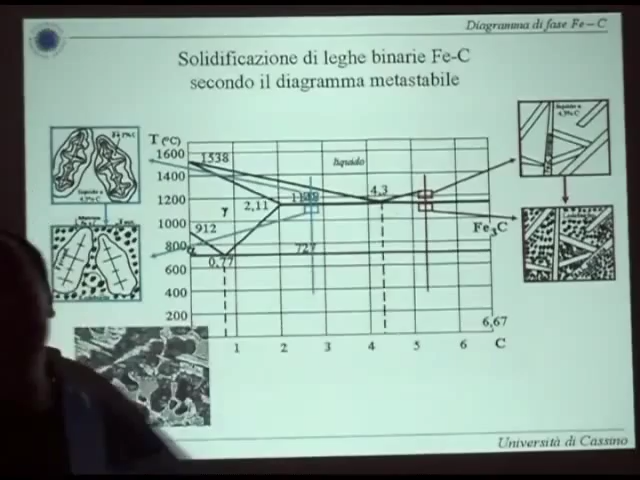 Diagramma di fase Fe – C
Solidificazione di leghe binarie Fe-C
secondo il diagramma metastabile
T(°C)
1600
1538
liquido
1400
1200
4,3
γ
2,11
1000
912
Fe3C
800
727
600
0,77
400
200
6,67
1 2 3 4 5 6 C
Università di Cassino